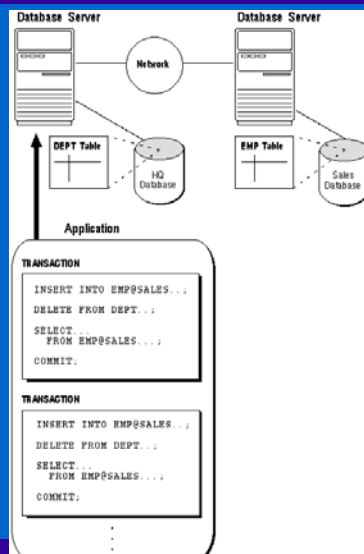 Database Server
Database Server
Network
DEPT Table
HQ
Database
EMP Table
Sales
Database
Application
TRANSACTION
INSERT INTO EMP@SALES..;
DELETE FROM DEPT..;
SELECT...
FROM EMP@SALES...;
COMMIT;
TRANSACTION
INSERT INTO EMP@SALES..;
DELETE FROM DEPT..;
SELECT...
FROM EMP@SALES...;
COMMIT;